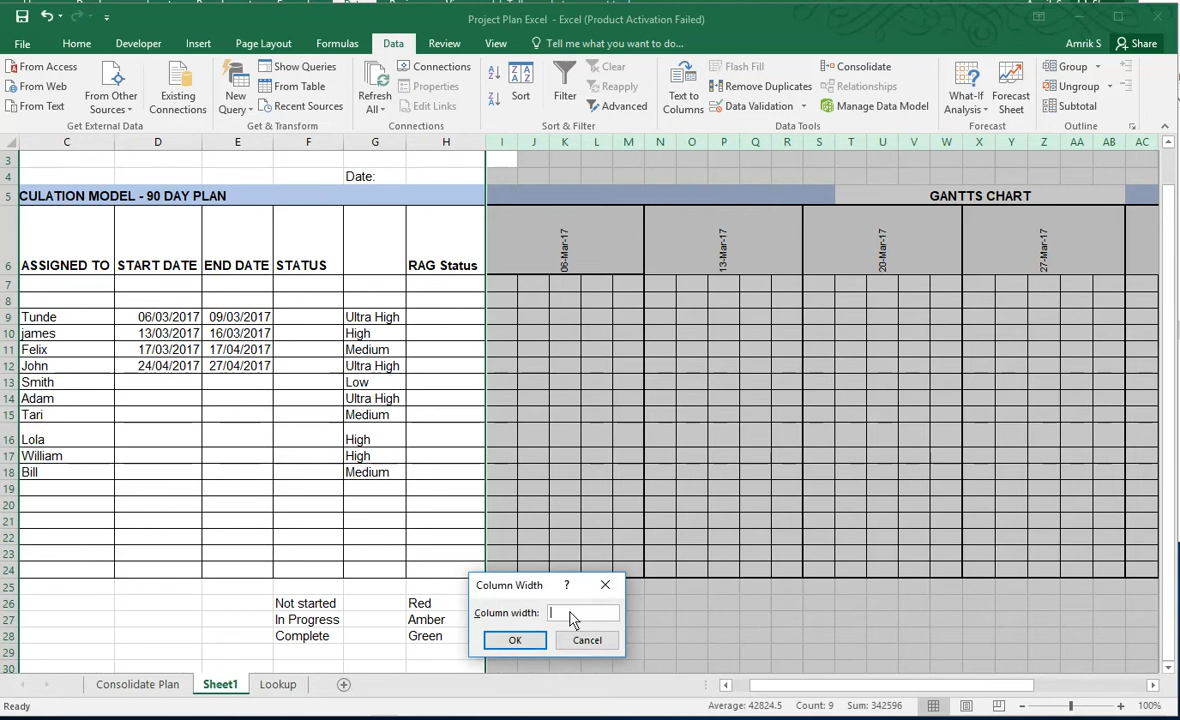 Project Plan Excel - Excel (Product Activation Failed)
File Home Developer Insert Page Layout Formulas Data Review View Tell me what you want to do... Amrik S Share
From Access
From Web
From Text
From Other
Sources
Existing
Connections
Get External Data
New
Query
Show Queries
From Table
Recent Sources
Get & Transform
Refresh
All
Connections
Properties
Edit Links
Connections
Sort
Filter
Clear
Reapply
Advanced
Sort & Filter
Text to
Columns
Flash Fill
Remove Duplicates
Data Validation
Consolidate
Relationships
Manage Data Model
Data Tools
What-If
Analysis
Forecast
Sheet
Forecast
Group
Ungroup
Subtotal
Outline
C D E F G H I J K L M N O P Q R S T U V W X Y Z AA AB AC
3
4 Date:
5 CULATION MODEL - 90 DAY PLAN GANTTS CHART
6 ASSIGNED TO START DATE END DATE STATUS RAG Status 06-Mar-17 13-Mar-17 20-Mar-17 27-Mar-17
7
8
9 Tunde 06/03/2017 09/03/2017 Ultra High
10 james 13/03/2017 16/03/2017 High
11 Felix 17/03/2017 17/04/2017 Medium
12 John 24/04/2017 27/04/2017 Ultra High
13 Smith Low
14 Adam Ultra High
15 Tari Medium
16 Lola High
17 William High
18 Bill Medium
19
20
21
22
23
24
25
26 Not started Red
27 In Progress Amber
28 Complete Green
29
30
Column Width ?
Column width:
OK Cancel
Consolidate Plan Sheet1 Lookup
Ready Average: 42824.5 Count: 9 Sum: 342596 100%